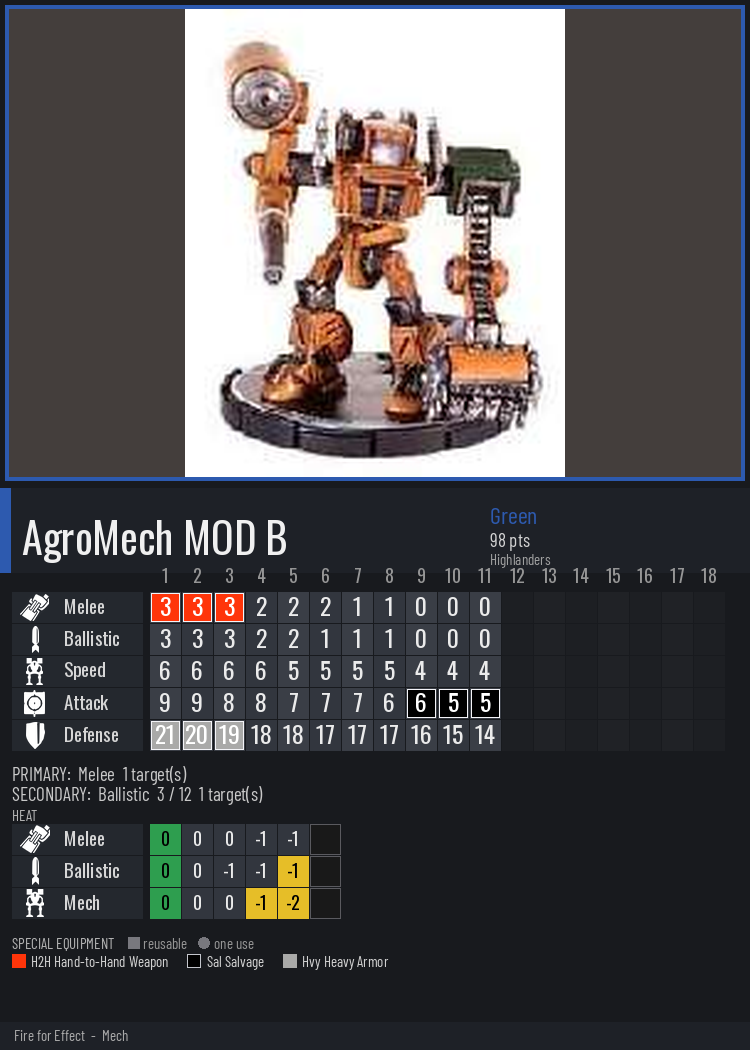 AgroMech MOD B
Green
98 pts
Highlanders
1 2 3 4 5 6 7 8 9 10 11 12 13 14 15 16 17 18
Melee 3 3 3 2 2 2 1 1 0 0 0
Ballistic 3 3 3 2 2 1 1 1 0 0 0
Speed 6 6 6 6 5 5 5 5 4 4 4
Attack 9 9 8 8 7 7 7 6 6 5 5
Defense 21 20 19 18 18 17 17 17 16 15 14
PRIMARY: Melee 1 target(s)
SECONDARY: Ballistic 3 / 12 1 target(s)
HEAT
Melee 0 0 0 -1 -1
Ballistic 0 0 -1 -1 -1
Mech 0 0 0 -1 -2
SPECIAL EQUIPMENT reusable one use
H2H Hand-to-Hand Weapon Sal Salvage Hvy Heavy Armor
Fire for Effect - Mech